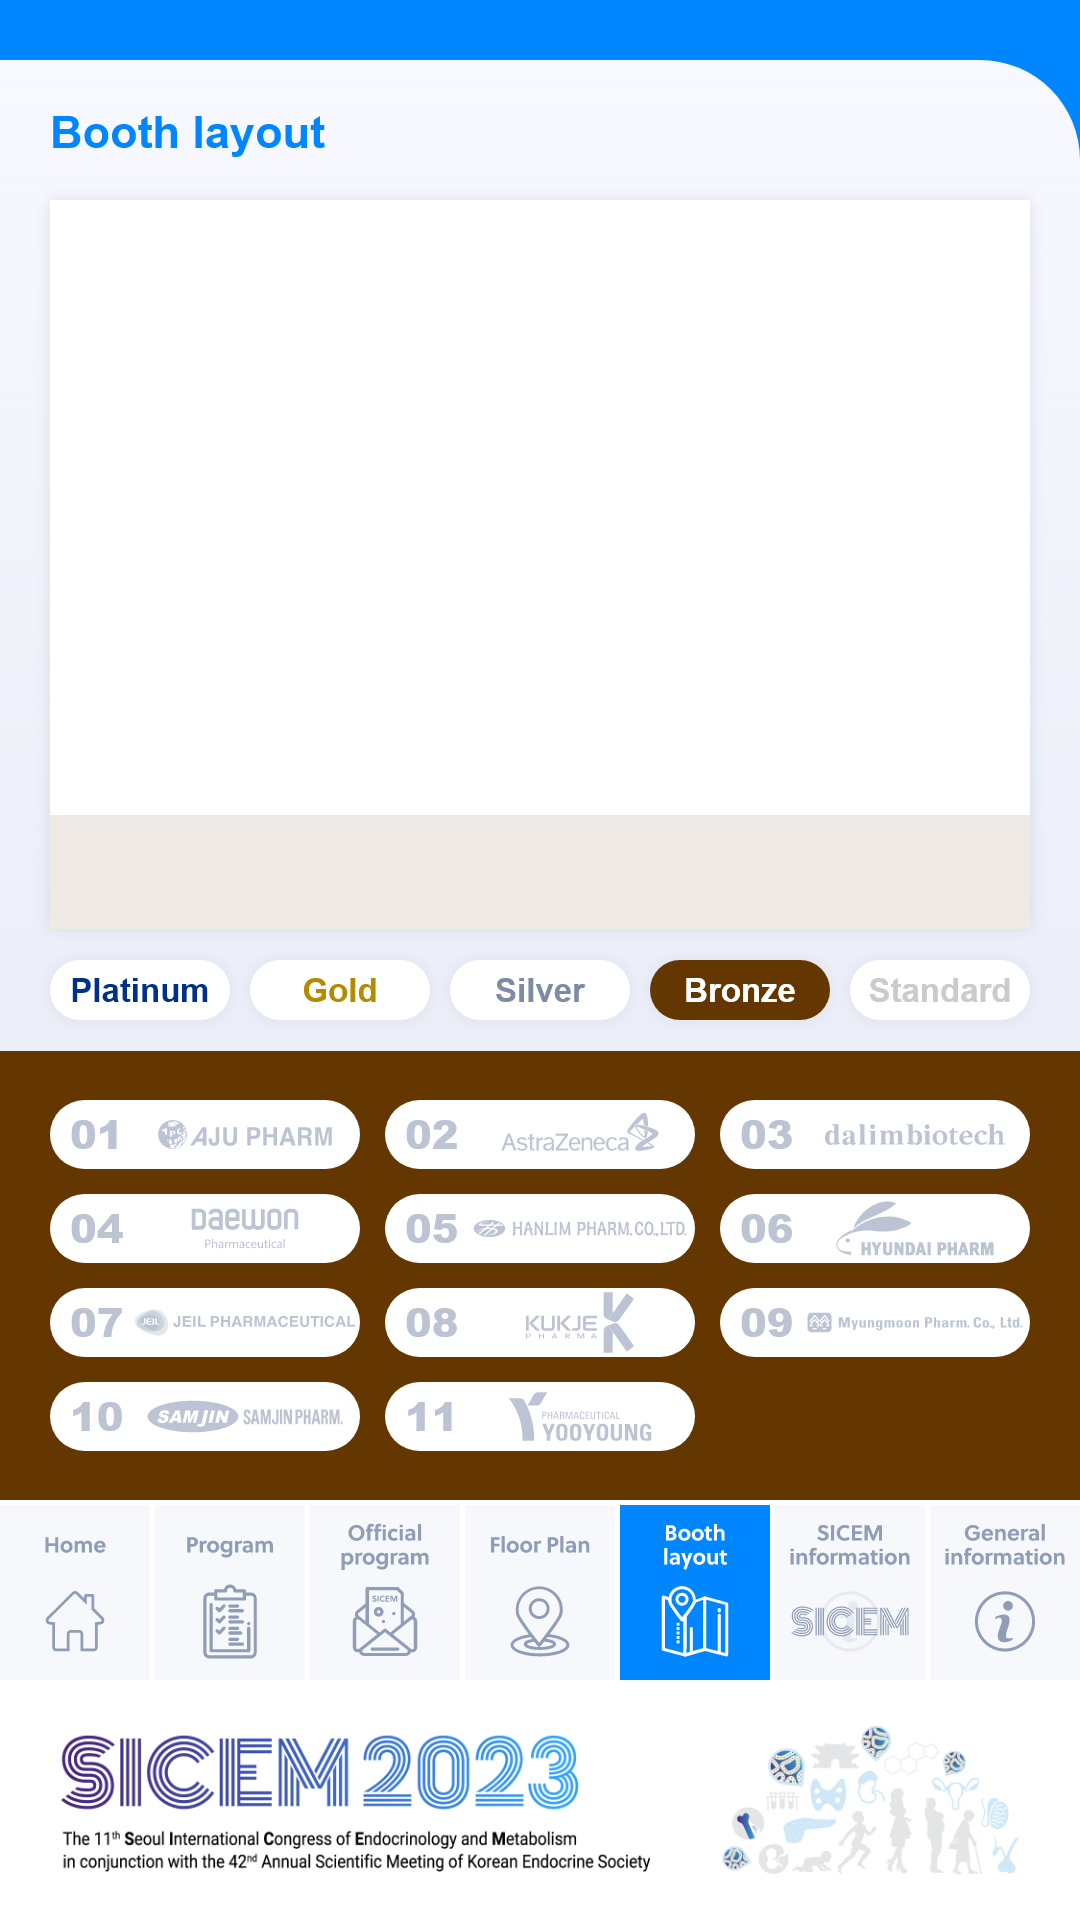 Booth layout
Platinum Gold Silver Bronze Standard
01 AJU PHARM 02 AstraZeneca 03 dalimbiotech
04 Daewon Pharmaceutical 05 HANLIM PHARM.CO.,LTD. 06 HYUNDAI PHARM
07 JEIL JEIL PHARMACEUTICAL 08 KUKJE PHARMA 09 Myungmoon Pharm. Co., Ltd.
10 SAMJIN SAMJIN PHARM. 11 PHARMACEUTICAL YOOYOUNG
Home
Program
Official
program
SICEM
Floor Plan
Booth
layout
SICEM
information
SICEM
General
information
SICEM 2023
The 11th Seoul International Congress of Endocrinology and Metabolism
in conjunction with the 42nd Annual Scientific Meeting of Korean Endocrine Society